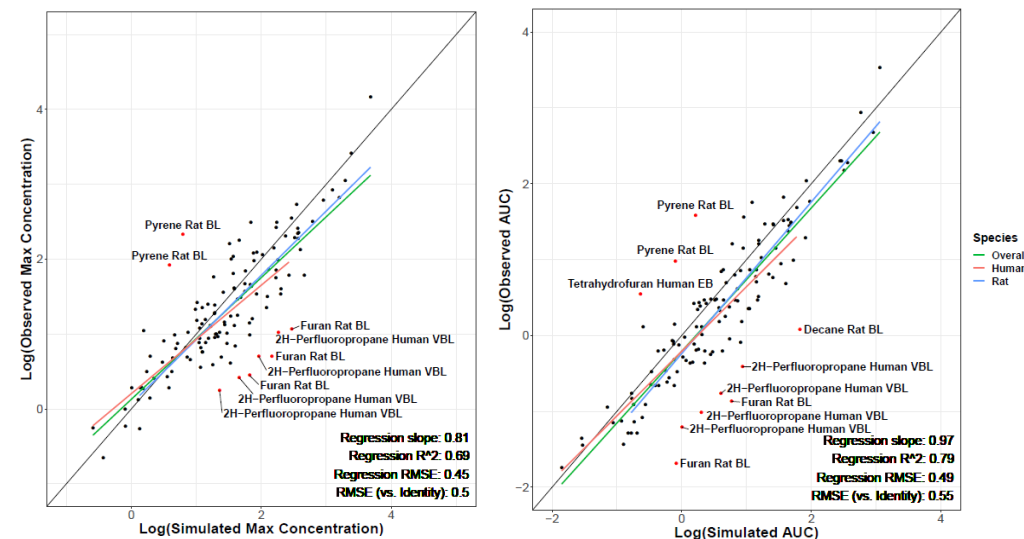 Log(Observed Max Concentration)
4
2
0
Pyrene Rat BL
Pyrene Rat BL
Furan Rat BL
2H-Perfluoropropane Human VBL
Furan Rat BL
2H-Perfluoropropane Human VBL
Furan Rat BL
2H-Perfluoropropane Human VBL
2H-Perfluoropropane Human VBL
Regression slope: 0.81
Regression R^2: 0.69
Regression RMSE: 0.45
RMSE (vs. Identity): 0.5
0
2
4
Log(Simulated Max Concentration)
Log(Observed AUC)
4
2
0
−2
Pyrene Rat BL
Pyrene Rat BL
Tetrahydrofuran Human EB
Decane Rat BL
2H-Perfluoropropane Human VBL
2H-Perfluoropropane Human VBL
Furan Rat BL
2H-Perfluoropropane Human VBL
2H-Perfluoropropane Human VBL
Furan Rat BL
Regression slope: 0.97
Regression R^2: 0.79
Regression RMSE: 0.49
RMSE (vs. Identity): 0.55
−2
0
2
4
Log(Simulated AUC)
Species
Overal
Human
Rat